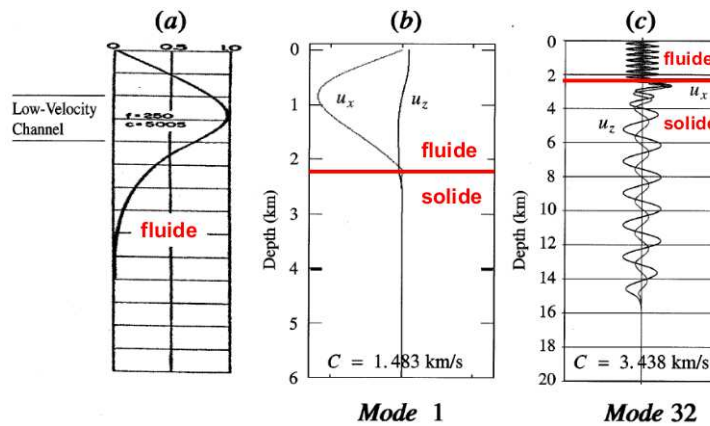 (a)
0 0.5 1.0
Low-Velocity
Channel
f=250
c=5005
fluide
(b)
0
1
2
3
4
5
6
Depth (km)
u_x
u_z
fluide
solide
C = 1.483 km/s
Mode 1
(c)
0
2
4
6
8
10
12
14
16
18
20
Depth (km)
fluide
u_x
u_z
solide
C = 3.438 km/s
Mode 32